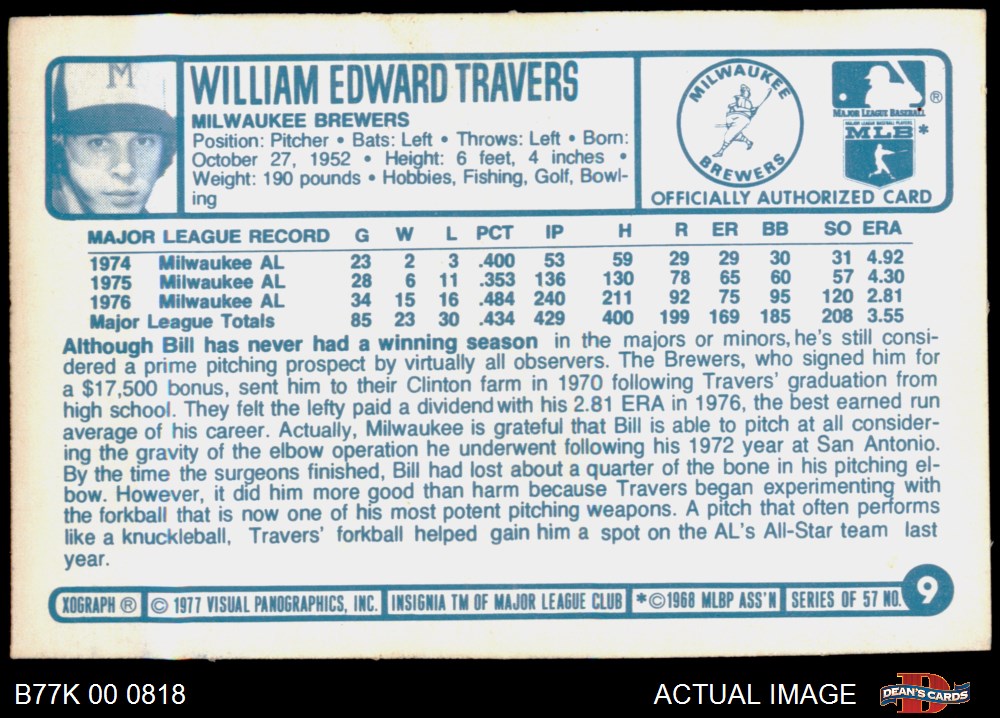 M
WILLIAM EDWARD TRAVERS
MILWAUKEE BREWERS
Position: Pitcher • Bats: Left • Throws: Left • Born:
October 27, 1952 • Height: 6 feet, 4 inches •
Weight: 190 pounds • Hobbies, Fishing, Golf, Bowl-
ing
MILWAUKEE
BREWERS
MAJOR LEAGUE BASEBALL ®
MAJOR LEAGUE BASEBALL PLAYERS
MLB *
OFFICIALLY AUTHORIZED CARD
MAJOR LEAGUE RECORD G W L PCT IP H R ER BB SO ERA
1974 Milwaukee AL 23 2 3 .400 53 59 29 29 30 31 4.92
1975 Milwaukee AL 28 6 11 .353 136 130 78 65 60 57 4.30
1976 Milwaukee AL 34 15 16 .484 240 211 92 75 95 120 2.81
Major League Totals 85 23 30 .434 429 400 199 169 185 208 3.55
Although Bill has never had a winning season in the majors or minors, he's still consi-
dered a prime pitching prospect by virtually all observers. The Brewers, who signed him for
a $17,500 bonus, sent him to their Clinton farm in 1970 following Travers' graduation from
high school. They felt the lefty paid a dividend with his 2.81 ERA in 1976, the best earned run
average of his career. Actually, Milwaukee is grateful that Bill is able to pitch at all consider-
ing the gravity of the elbow operation he underwent following his 1972 year at San Antonio.
By the time the surgeons finished, Bill had lost about a quarter of the bone in his pitching el-
bow. However, it did him more good than harm because Travers began experimenting with
the forkball that is now one of his most potent pitching weapons. A pitch that often performs
like a knuckleball, Travers' forkball helped gain him a spot on the AL's All-Star team last
year.
XOGRAPH ® © 1977 VISUAL PANOGRAPHICS, INC. INSIGNIA TM OF MAJOR LEAGUE CLUB *©1968 MLBP ASS'N SERIES OF 57 NO. 9
B77K 00 0818 ACTUAL IMAGE DEAN'S CARDS